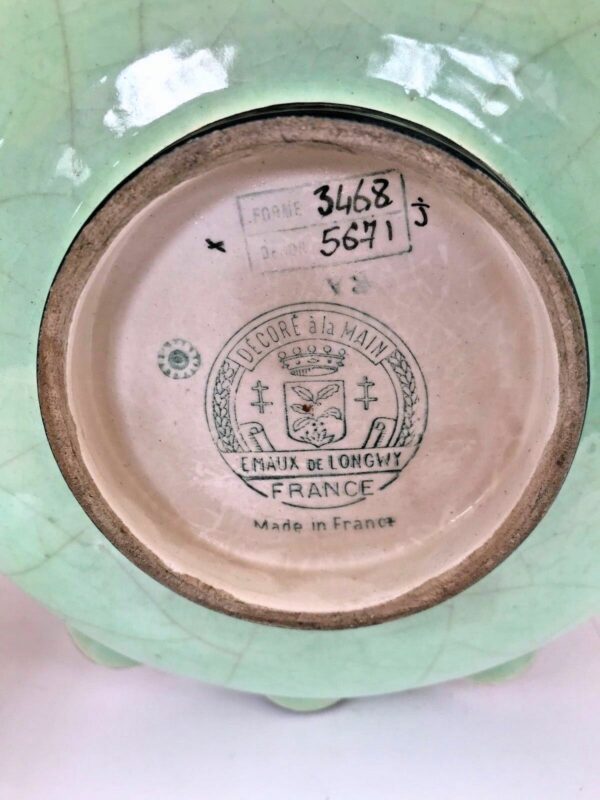 FORME 3468
DÉCOR 5671
DÉCORÉ à la MAIN
EMAUX DE LONGWY
FRANCE
Made in France